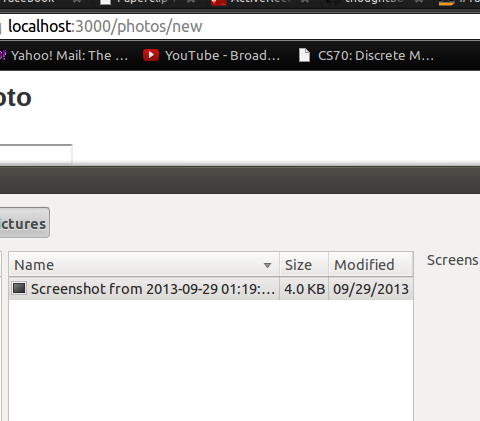 localhost:3000/photos/new
Yahoo! Mail: The ... YouTube - Broad... CS70: Discrete M...
oto
ictures
Name Size Modified Screens
Screenshot from 2013-09-29 01:19:... 4.0 KB 09/29/2013